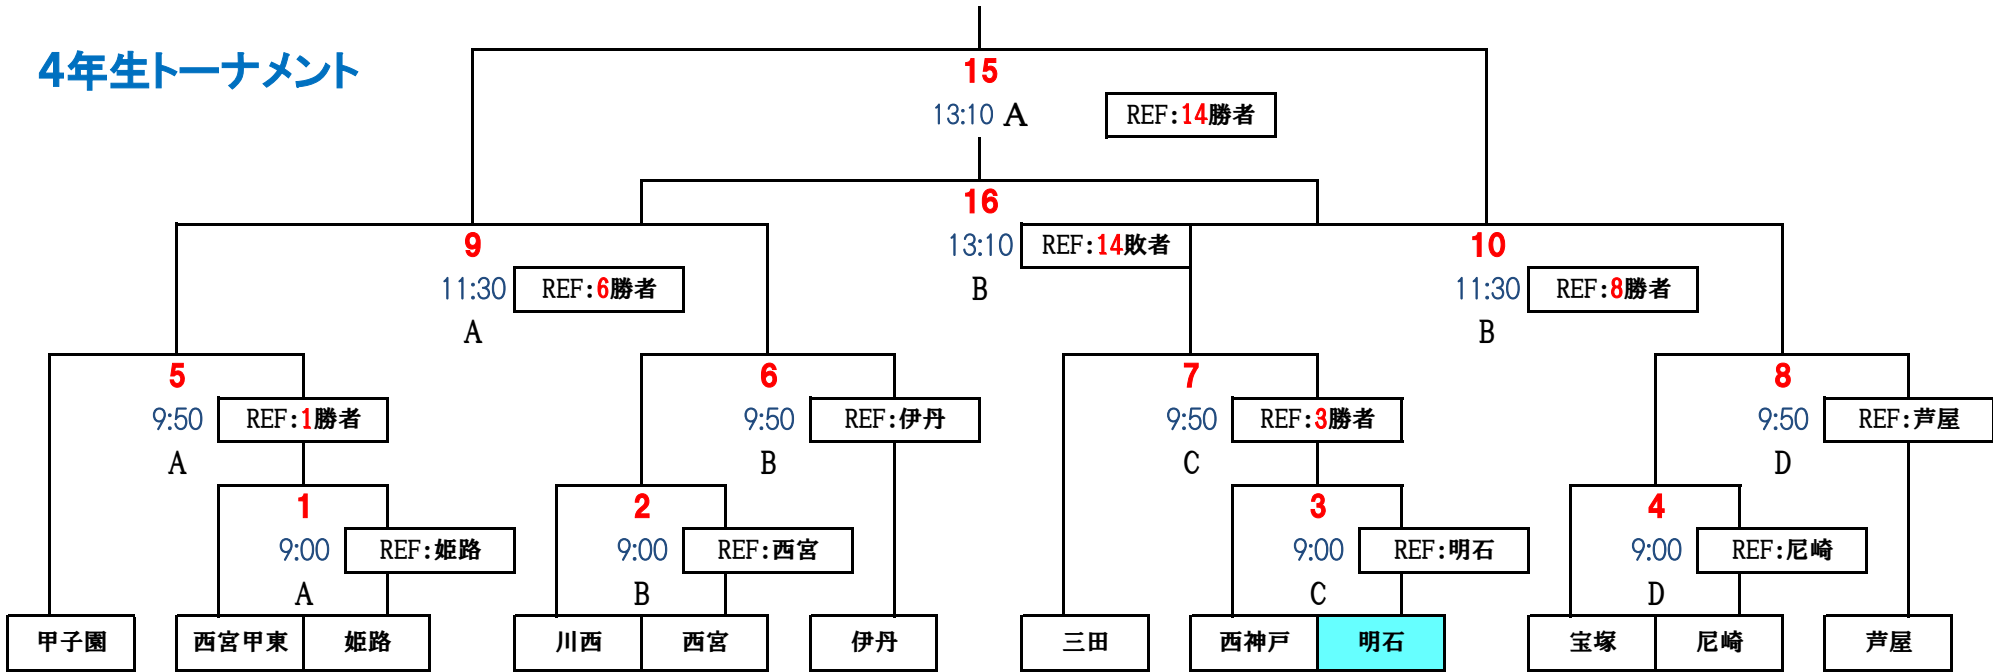 4年生トーナメント
15
13:10 A REF:14勝者
16
13:10 REF:14敗者
B
9
11:30 REF:6勝者
A
10
11:30 REF:8勝者
B
5
9:50 REF:1勝者
A
6
9:50 REF:伊丹
B
7
9:50 REF:3勝者
C
8
9:50 REF:芦屋
D
1
9:00 REF:姫路
A
2
9:00 REF:西宮
B
3
9:00 REF:明石
C
4
9:00 REF:尼崎
D
甲子園 西宮甲東 姫路 川西 西宮 伊丹 三田 西神戸 明石 宝塚 尼崎 芦屋